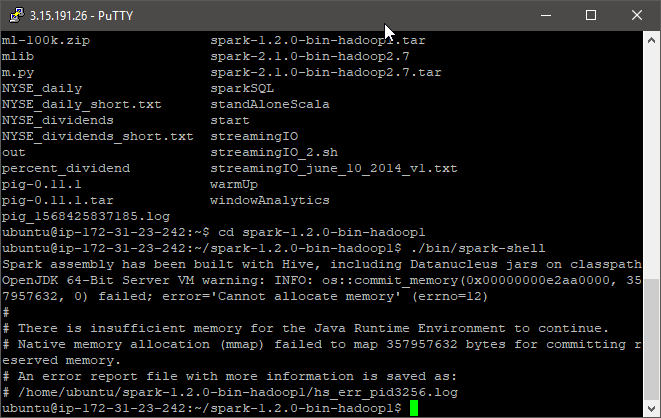 3.15.191.26 - PuTTY
ml-100k.zip spark-1.2.0-bin-hadoop1.tar
mlib spark-2.1.0-bin-hadoop2.7
m.py spark-2.1.0-bin-hadoop2.7.tar
NYSE_daily sparkSQL
NYSE_daily_short.txt standAloneScala
NYSE_dividends start
NYSE_dividends_short.txt streamingIO
out streamingIO_2.sh
percent_dividend streamingIO_june_10_2014_v1.txt
pig-0.11.1 warmUp
pig-0.11.1.tar windowAnalytics
pig_1568425837185.log
ubuntu@ip-172-31-23-242:~$ cd spark-1.2.0-bin-hadoop1
ubuntu@ip-172-31-23-242:~/spark-1.2.0-bin-hadoop1$ ./bin/spark-shell
Spark assembly has been built with Hive, including Datanucleus jars on classpath
OpenJDK 64-Bit Server VM warning: INFO: os::commit_memory(0x00000000e2aa0000, 35
7957632, 0) failed; error='Cannot allocate memory' (errno=12)
#
# There is insufficient memory for the Java Runtime Environment to continue.
# Native memory allocation (mmap) failed to map 357957632 bytes for committing r
eserved memory.
# An error report file with more information is saved as:
# /home/ubuntu/spark-1.2.0-bin-hadoop1/hs_err_pid3256.log
ubuntu@ip-172-31-23-242:~/spark-1.2.0-bin-hadoop1$